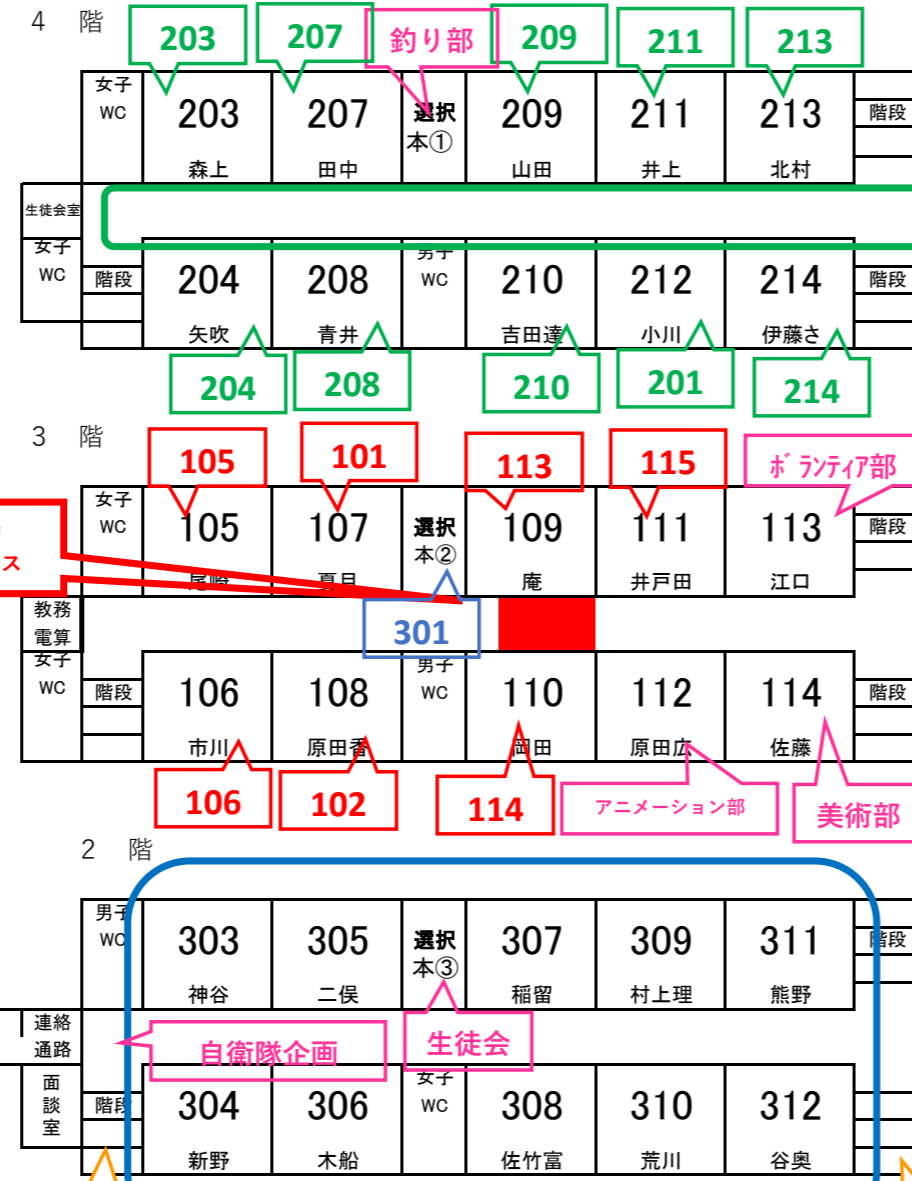 4 階
203 207 釣り部 209 211 213
女子
WC
203 207 選択 209 211 213 階段
本①
森上 田中 山田 井上 北村
生徒会室
女子
WC
階段 204 208 男子 210 212 214 階段
WC
矢吹 青井 吉田達 小川 伊藤さ
204 208 210 201 214
3 階
105 101 113 115 ボランティア部
女子
WC
105 107 選択 109 111 113 階段
本②
ス
尾崎 夏目 庵 井戸田 江口
教務
電算
301
女子
WC
階段 106 108 男子 110 112 114 階段
WC
市川 原田香 岡田 原田広 佐藤
106 102 114 アニメーション部 美術部
2 階
男子
WC
303 305 選択 307 309 311 階段
本③
神谷 二俣 稲留 村上理 熊野
連絡
通路
自衛隊企画 生徒会
面
談
室
階段 304 306 女子 308 310 312
WC
新野 木船 佐竹富 荒川 谷奥